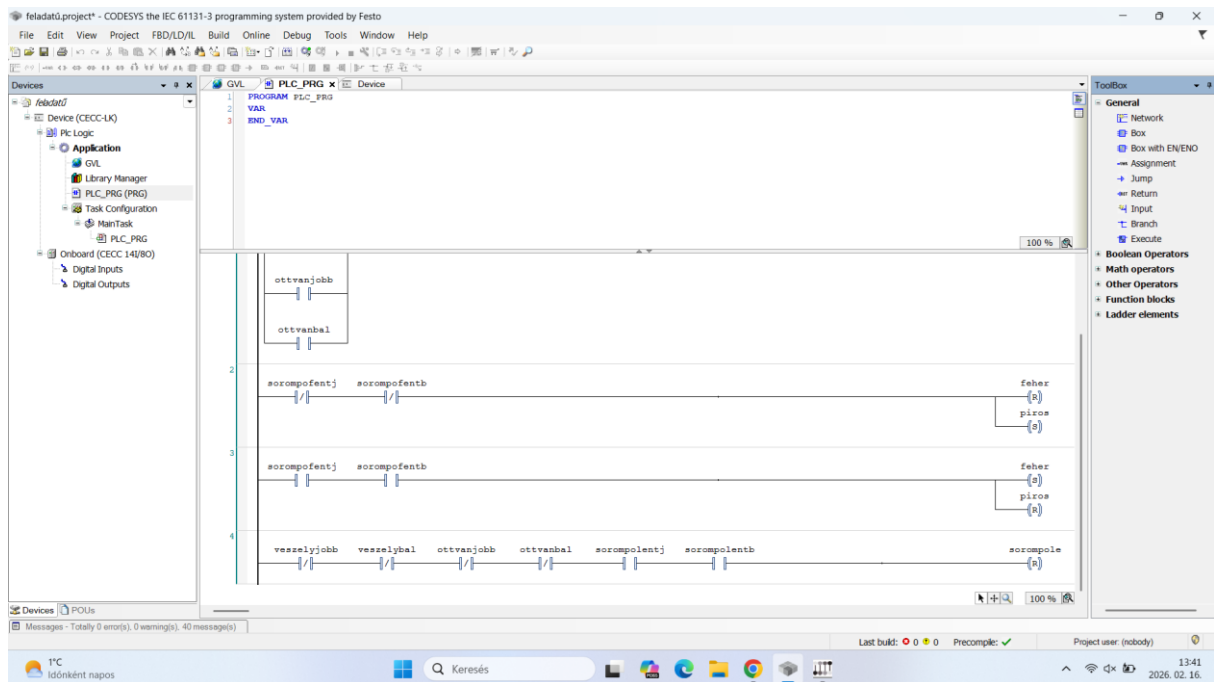 feladatű.project* - CODESYS the IEC 61131-3 programming system provided by Festo
File Edit View Project FBD/LD/IL Build Online Debug Tools Window Help
Devices
feladatű
Device (CECC-LK)
Plc Logic
Application
GVL
Library Manager
PLC_PRG (PRG)
Task Configuration
MainTask
PLC_PRG
Onboard (CECC 14I/8O)
Digital Inputs
Digital Outputs
Devices POUs
GVL PLC_PRG Device
1 PROGRAM PLC_PRG
2 VAR
3 END_VAR
100 %
ottvanjobb
ottvanbal
2
sorompofentj sorompofentb feher
R
piros
S
3
sorompofentj sorompofentb feher
S
piros
R
4
veszelyjobb veszelybal ottvanjobb ottvanbal sorompolentj sorompolentb sorompole
R
100 %
ToolBox
General
Network
Box
Box with EN/ENO
Assignment
Jump
Return
Input
Branch
Execute
Boolean Operators
Math operators
Other Operators
Function blocks
Ladder elements
Messages - Totally 0 error(s), 0 warning(s), 40 message(s)
Last build: 0 0 Precompile: Project user: (nobody)
1°C
Időnként napos
Keresés
13:41
2026. 02. 16.